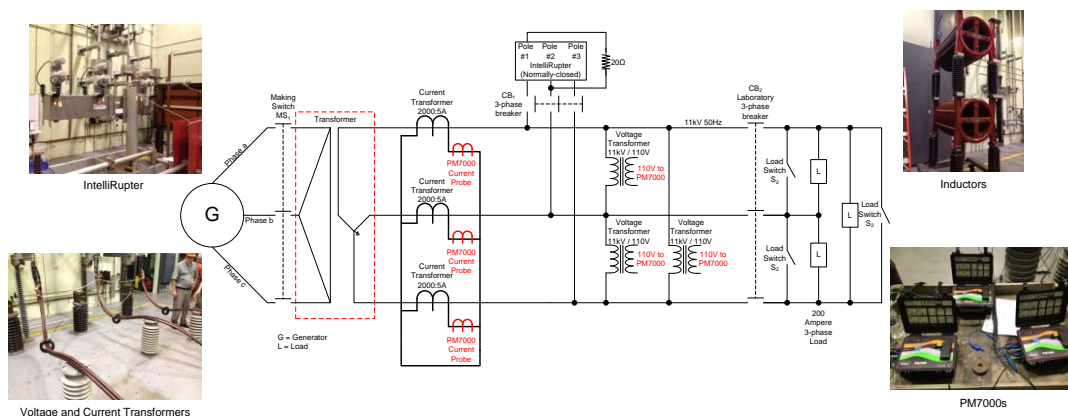 IntelliRupter
Voltage and Current Transformers
Making
Switch
MS1
Transformer
Phase a
Phase b
Phase c
G
G = Generator
L = Load
Current
Transformer
2000:5A
PM7000
Current
Probe
Current
Transformer
2000:5A
PM7000
Current
Probe
Current
Transformer
2000:5A
PM7000
Current
Probe
Pole Pole Pole
#1 #2 #3
IntelliRupter
(Normally-closed)
20Ω
CB1
3-phase
breaker
11kV 50Hz
Voltage
Transformer
11kV / 110V
110V to
PM7000
Voltage
Transformer
11kV / 110V
110V to
PM7000
Voltage
Transformer
11kV / 110V
110V to
PM7000
CB2
Laboratory
3-phase
breaker
Load
Switch
S2
L
Load
Switch
S2
L
L
Load
Switch
S2
200
Ampere
3-phase
Load
Inductors
PM7000s